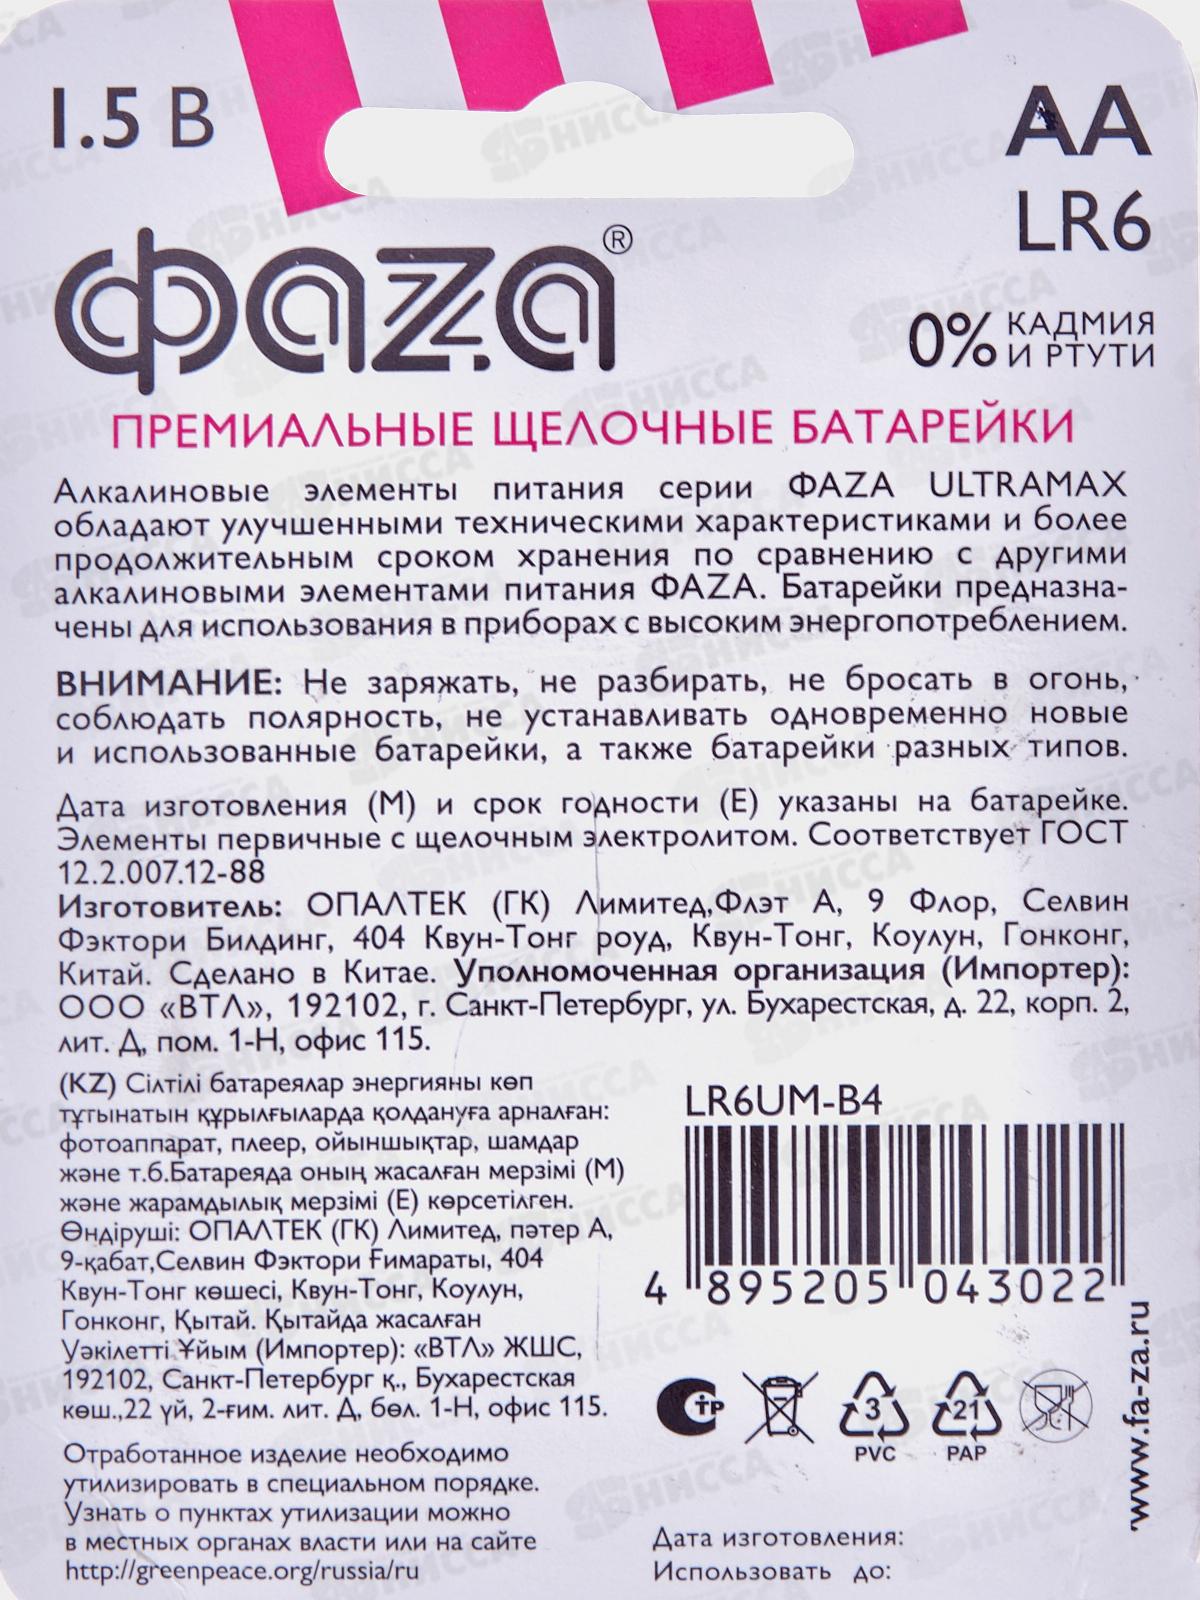 1.5 В
AA
LR6
ФАZА®
0% КАДМИЯ
И РТУТИ
ПРЕМИАЛЬНЫЕ ЩЕЛОЧНЫЕ БАТАРЕЙКИ
Алкалиновые элементы питания серии ФАZА ULTRAMAX
обладают улучшенными техническими характеристиками и более
продолжительным сроком хранения по сравнению с другими
алкалиновыми элементами питания ФАZА. Батарейки предназна-
чены для использования в приборах с высоким энергопотреблением.
ВНИМАНИЕ: Не заряжать, не разбирать, не бросать в огонь,
соблюдать полярность, не устанавливать одновременно новые
и использованные батарейки, а также батарейки разных типов.
Дата изготовления (М) и срок годности (Е) указаны на батарейке.
Элементы первичные с щелочным электролитом. Соответствует ГОСТ
12.2.007.12-88
Изготовитель: ОПАЛТЕК (ГК) Лимитед,Флэт А, 9 Флор, Селвин
Фэктори Билдинг, 404 Квун-Тонг роуд, Квун-Тонг, Коулун, Гонконг,
Китай. Сделано в Китае. Уполномоченная организация (Импортер):
ООО «ВТЛ», 192102, г. Санкт-Петербург, ул. Бухарестская, д. 22, корп. 2,
лит. Д, пом. 1-Н, офис 115.
(KZ) Сілтілі батареялар энергияны көп
тұтынатын құрылғыларда қолдануға арналған:
фотоаппарат, плеер, ойыншықтар, шамдар
және т.б.Батареяда оның жасалған мерзімі (М)
және жарамдылық мерзімі (Е) көрсетілген.
Өндіруші: ОПАЛТЕК (ГК) Лимитед, пәтер А,
9-қабат,Селвин Фэктори Ғимараты, 404
Квун-Тонг көшесі, Квун-Тонг, Коулун,
Гонконг, Қытай. Қытайда жасалған
Уәкілетті Ұйым (Импортер): «ВТЛ» ЖШС,
192102, Санкт-Петербург қ., Бухарестская
көш.,22 үй, 2-ғим. лит. Д, бөл. 1-Н, офис 115.
Отработанное изделие необходимо
утилизировать в специальном порядке.
Узнать о пунктах утилизации можно
в местных органах власти или на сайте
http://greenpeace.org/russia/ru
LR6UM-B4
4 895205 043022
www.fa-za.ru
ТР
3
PVC
21
PAP
Дата изготовления:
Использовать до: